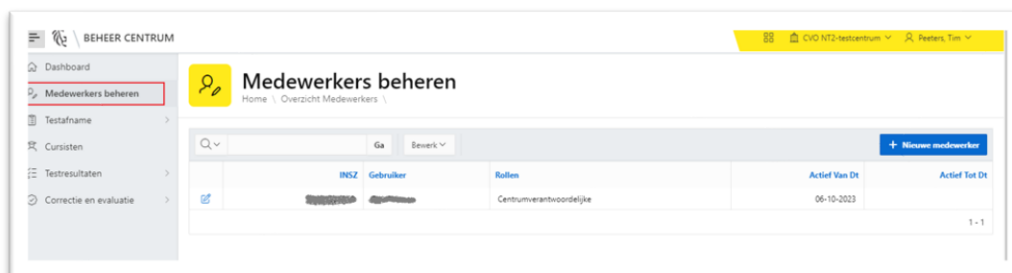 BEHEER CENTRUM
CVO NT2-testcentrum Peeters, Tim
Dashboard
Medewerkers beheren
Testafname
Cursisten
Testresultaten
Correctie en evaluatie
Medewerkers beheren
Home \ Overzicht Medewerkers \
Ga Bewerk + Nieuwe medewerker
INSZ Gebruiker Rollen Actief Van Dt Actief Tot Dt
Centrumverantwoordelijke 06-10-2023
1 - 1